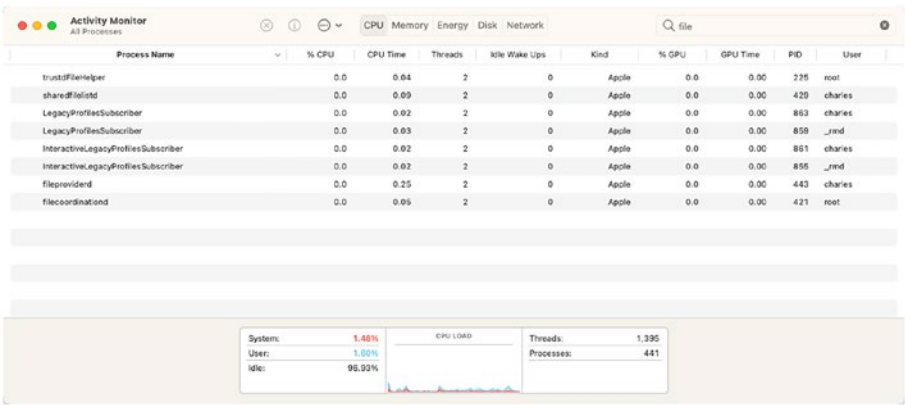 Activity Monitor
All Processes
CPU Memory Energy Disk Network
file
Process Name % CPU CPU Time Threads Idle Wake Ups Kind % GPU GPU Time PID User
trustdFileHelper 0.0 0.04 2 0 Apple 0.0 0.00 225 root
sharedfilelistd 0.0 0.09 2 0 Apple 0.0 0.00 429 charles
LegacyProfilesSubscriber 0.0 0.02 2 0 Apple 0.0 0.00 863 charles
LegacyProfilesSubscriber 0.0 0.03 2 0 Apple 0.0 0.00 859 _rmd
InteractiveLegacyProfilesSubscriber 0.0 0.02 2 0 Apple 0.0 0.00 861 charles
InteractiveLegacyProfilesSubscriber 0.0 0.02 2 0 Apple 0.0 0.00 855 _rmd
fileproviderd 0.0 0.25 2 0 Apple 0.0 0.00 443 charles
filecoordinationd 0.0 0.05 2 0 Apple 0.0 0.00 421 root
System: 1.48% CPU LOAD Threads: 1,395
User: 1.60% Processes: 441
Idle: 96.93%